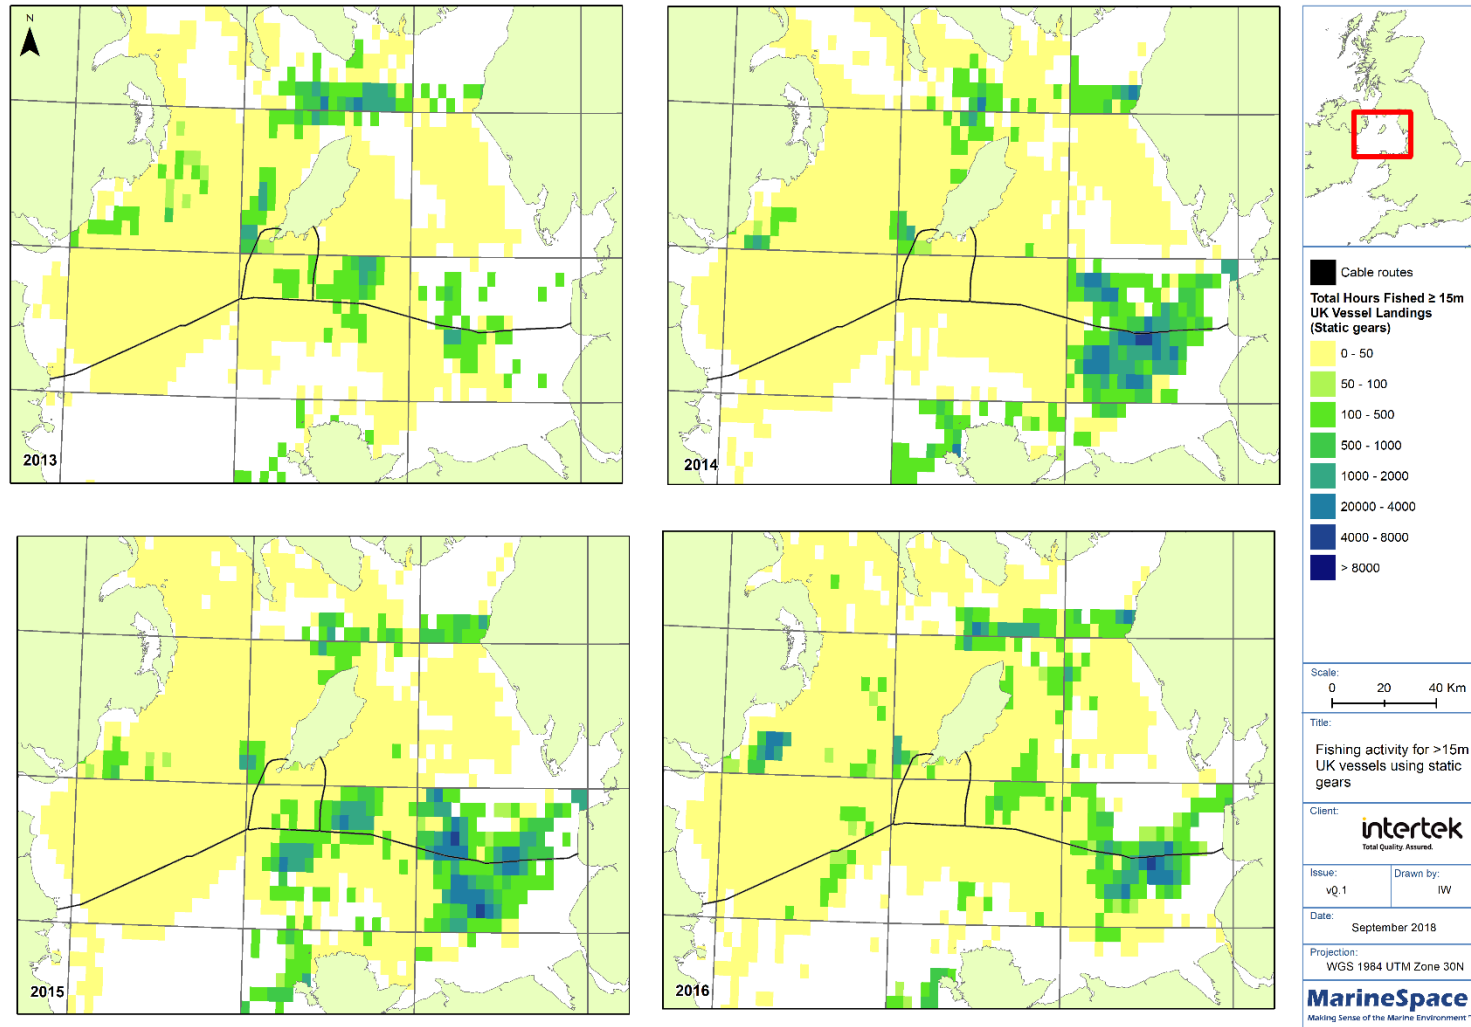 N
2013
2014
2015
2016
Cable routes
Total Hours Fished ≥ 15m
UK Vessel Landings
(Static gears)
0 - 50
50 - 100
100 - 500
500 - 1000
1000 - 2000
20000 - 4000
4000 - 8000
> 8000
Scale:
0 20 40 Km
Title:
Fishing activity for >15m
UK vessels using static
gears
Client:
intertek
Total Quality. Assured.
Issue:
v0.1
Drawn by:
IW
Date:
September 2018
Projection:
WGS 1984 UTM Zone 30N
MarineSpace
Making Sense of the Marine Environment